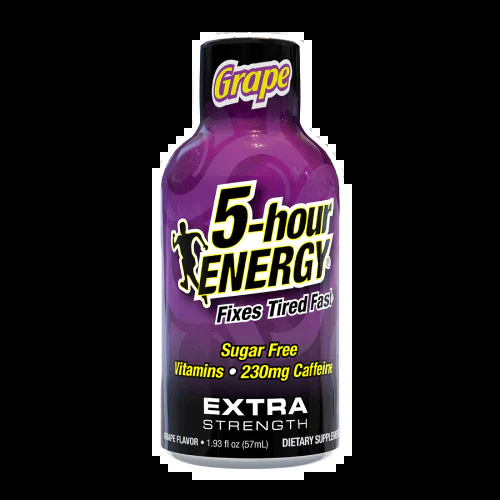 Grape
5-hour
ENERGY®
Fixes Tired Fast
Sugar Free
Vitamins • 230mg Caffeine
EXTRA
STRENGTH
GRAPE FLAVOR • 1.93 fl oz (57mL) DIETARY SUPPLEMENT